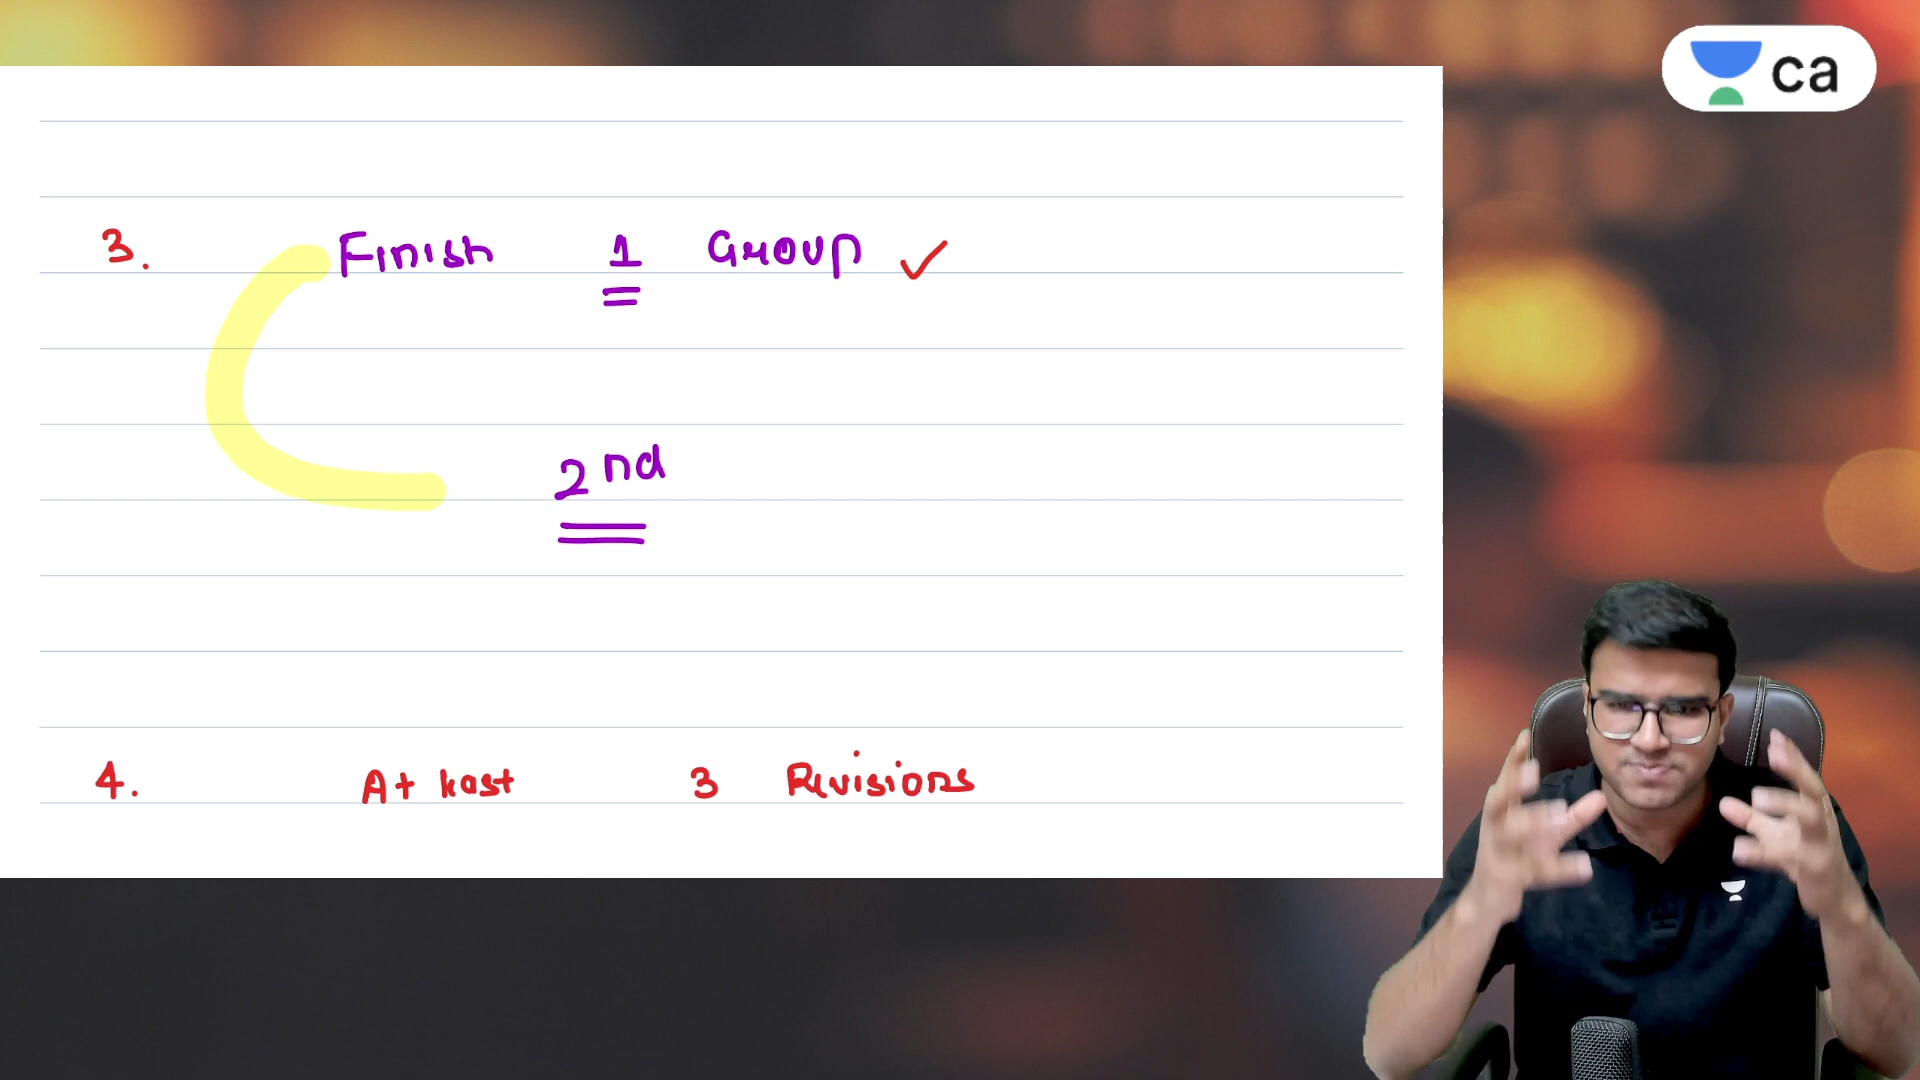 ca
3. Finish 1 Group ✓
2nd
4. At least 3 Revisions